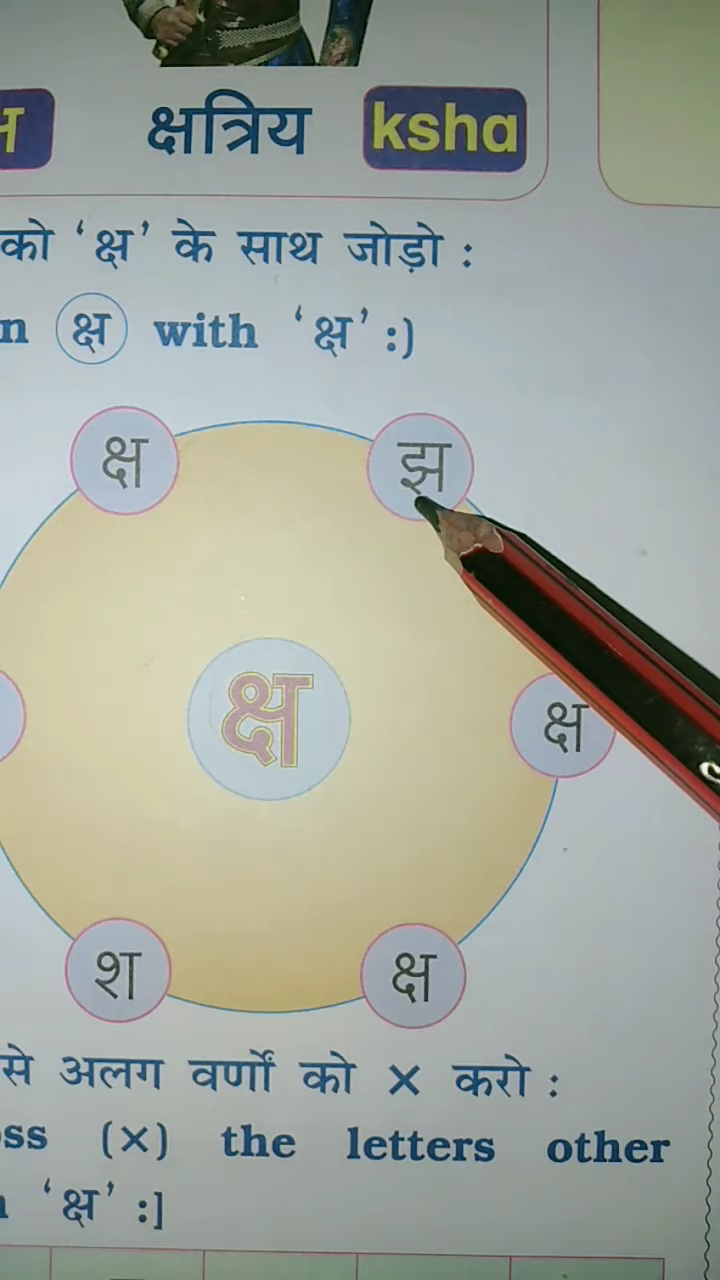 क्षत्रिय ksha
को ‘क्ष’ के साथ जोड़ो :
क्ष with ‘क्ष’ :)
क्ष झ
क्ष क्ष
श क्ष
से अलग वर्णों को × करो :
(×) the letters other
‘क्ष’ :]